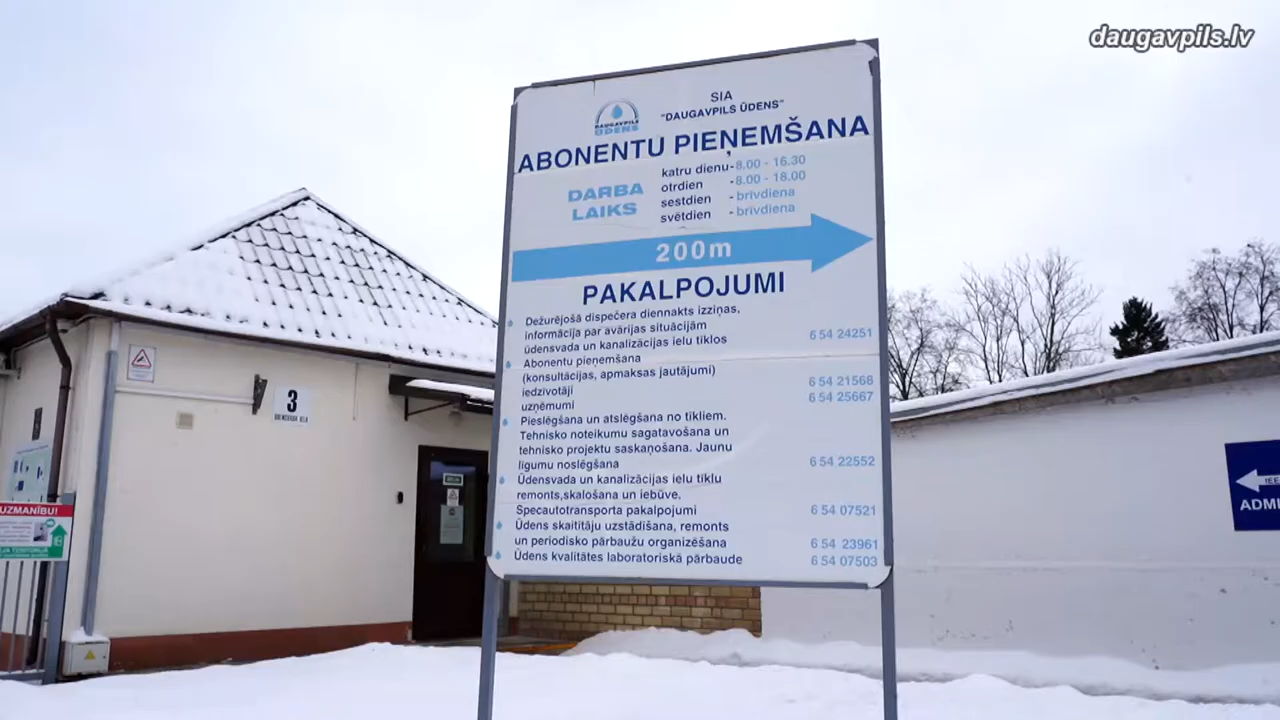 daugavpils.lv
SIA
"DAUGAVPILS ŪDENS"
DAUGAVPILS
ŪDENS
ABONENTU PIEŅEMŠANA
DARBA
LAIKS
katru dienu - 8.00 - 16.30
otrdien - 8.00 - 18.00
sestdien - brīvdiena
svētdien - brīvdiena
200m
PAKALPOJUMI
Dežurējošā dispečera diennakts izziņas,
informācija par avārijas situācijām
ūdensvada un kanalizācijas ielu tīklos 6 54 24251
Abonentu pieņemšana
(konsultācijas, apmaksas jautājumi)
iedzīvotāji 6 54 21568
uzņēmumi 6 54 25667
Pieslēgšana un atslēgšana no tīkliem.
Tehnisko noteikumu sagatavošana un
tehnisko projektu saskaņošana. Jaunu
līgumu noslēgšana 6 54 22552
Ūdensvada un kanalizācijas ielu tīklu
remonts,skalošana un iebūve.
Specautotransporta pakalpojumi 6 54 07521
Ūdens skaitītāju uzstādīšana, remonts
un periodisko pārbaužu organizēšana 6 54 23961
Ūdens kvalitātes laboratoriskā pārbaude 6 54 07503
3
UZMANĪBU!
ADMI